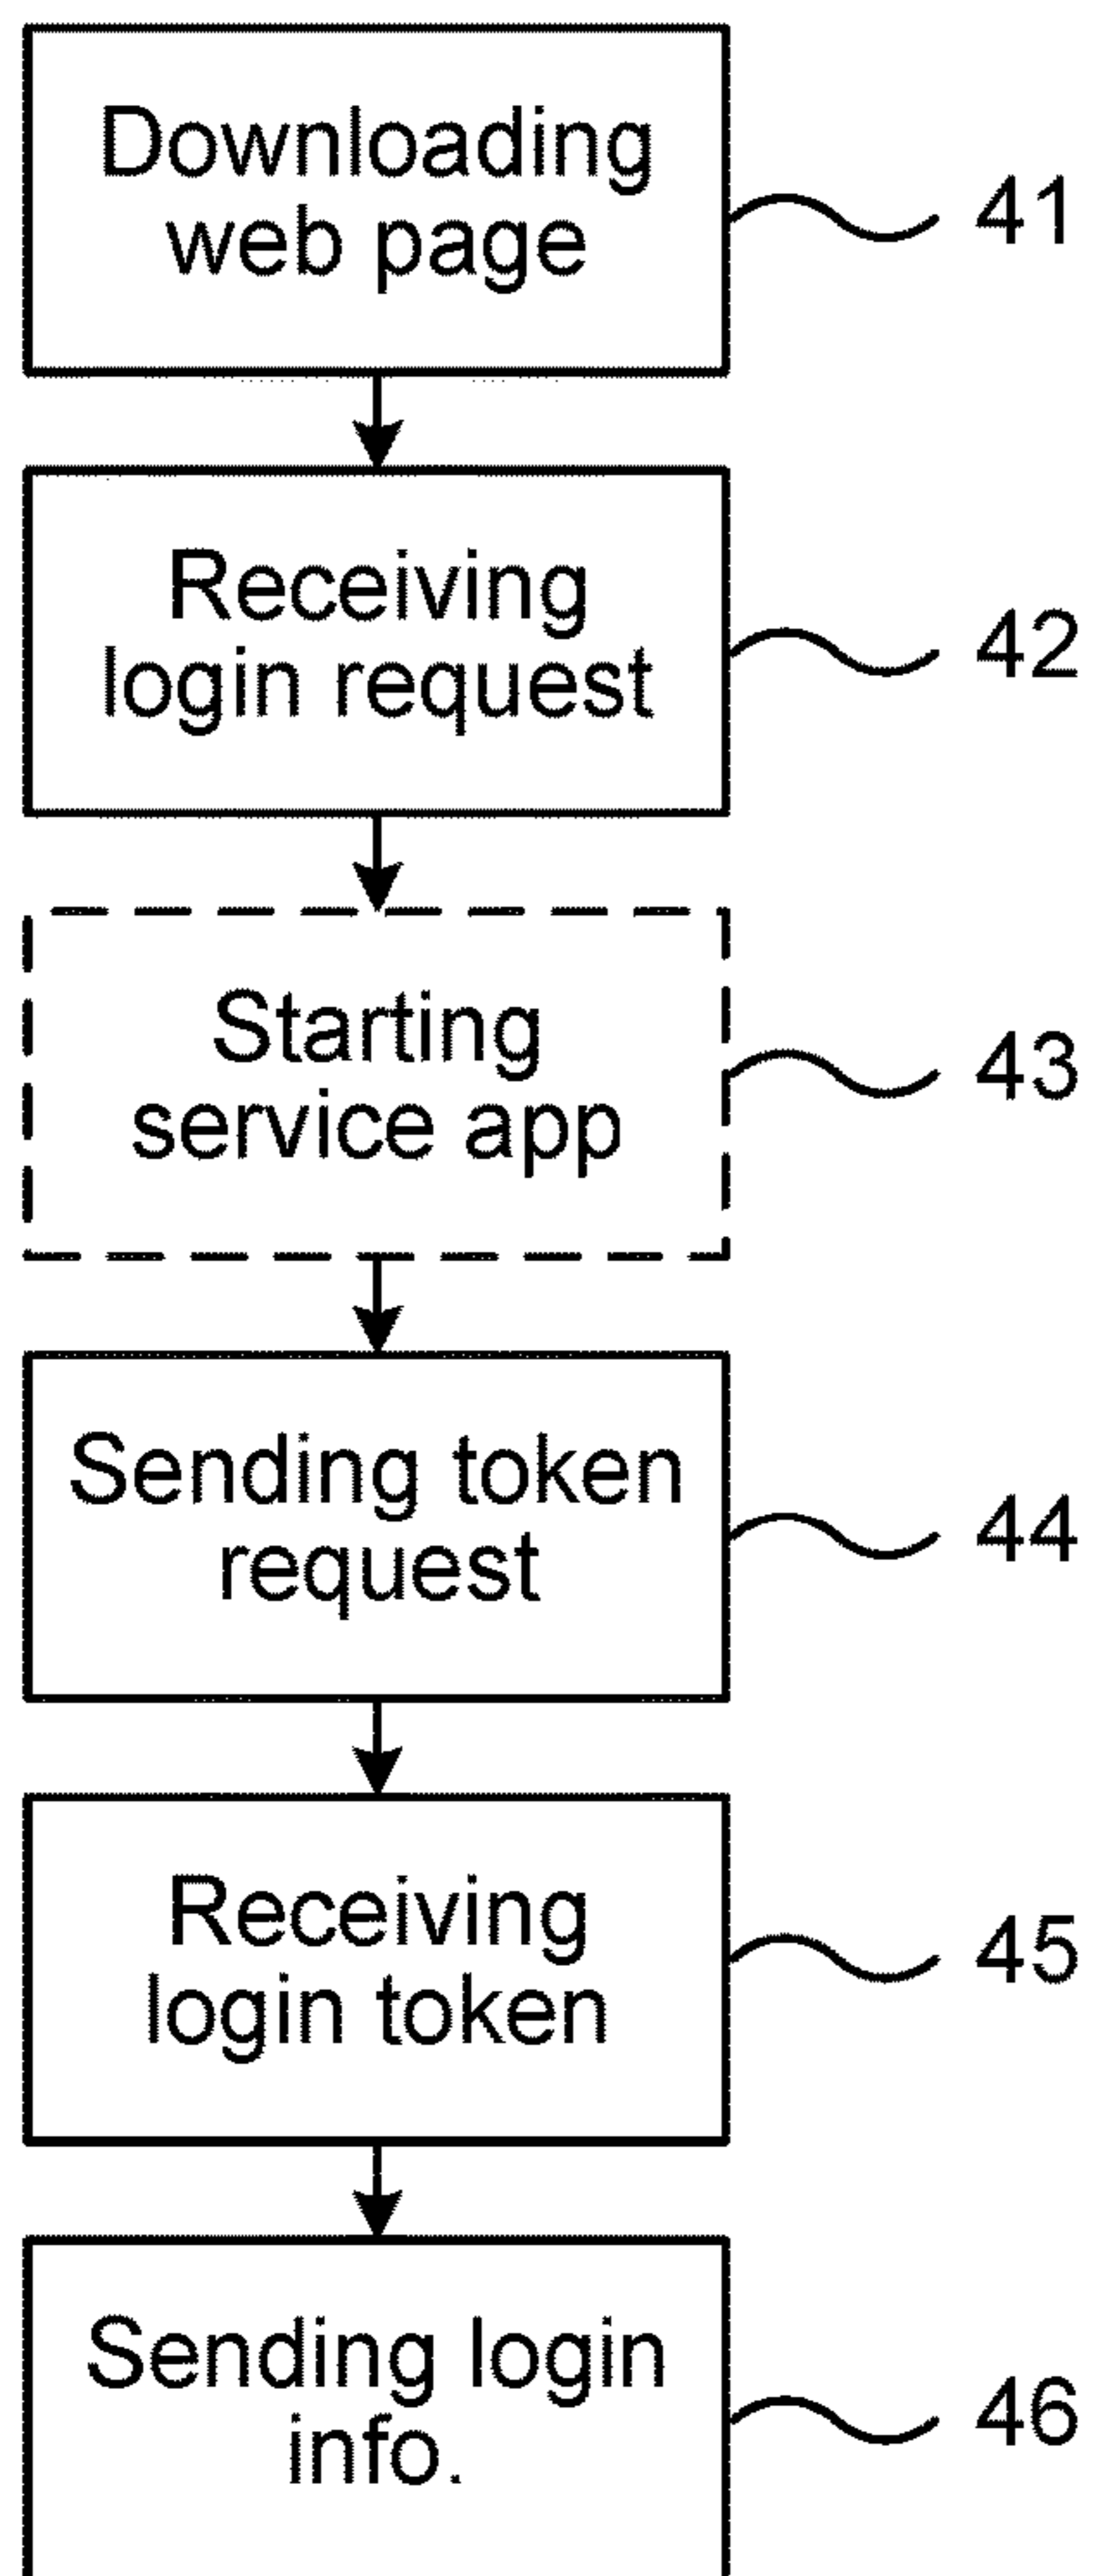 Downloading
web page
41
Receiving
login request
42
Starting
service app
43
Sending token
request
44
Receiving
login token
45
Sending login
info.
46